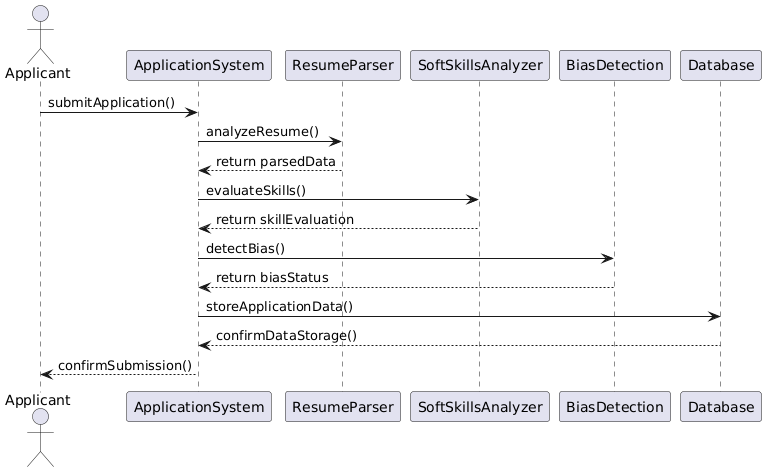 Applicant
ApplicationSystem
ResumeParser
SoftSkillsAnalyzer
BiasDetection
Database
submitApplication()
analyzeResume()
return parsedData
evaluateSkills()
return skillEvaluation
detectBias()
return biasStatus
storeApplicationData()
confirmDataStorage()
confirmSubmission()
Applicant
ApplicationSystem
ResumeParser
SoftSkillsAnalyzer
BiasDetection
Database